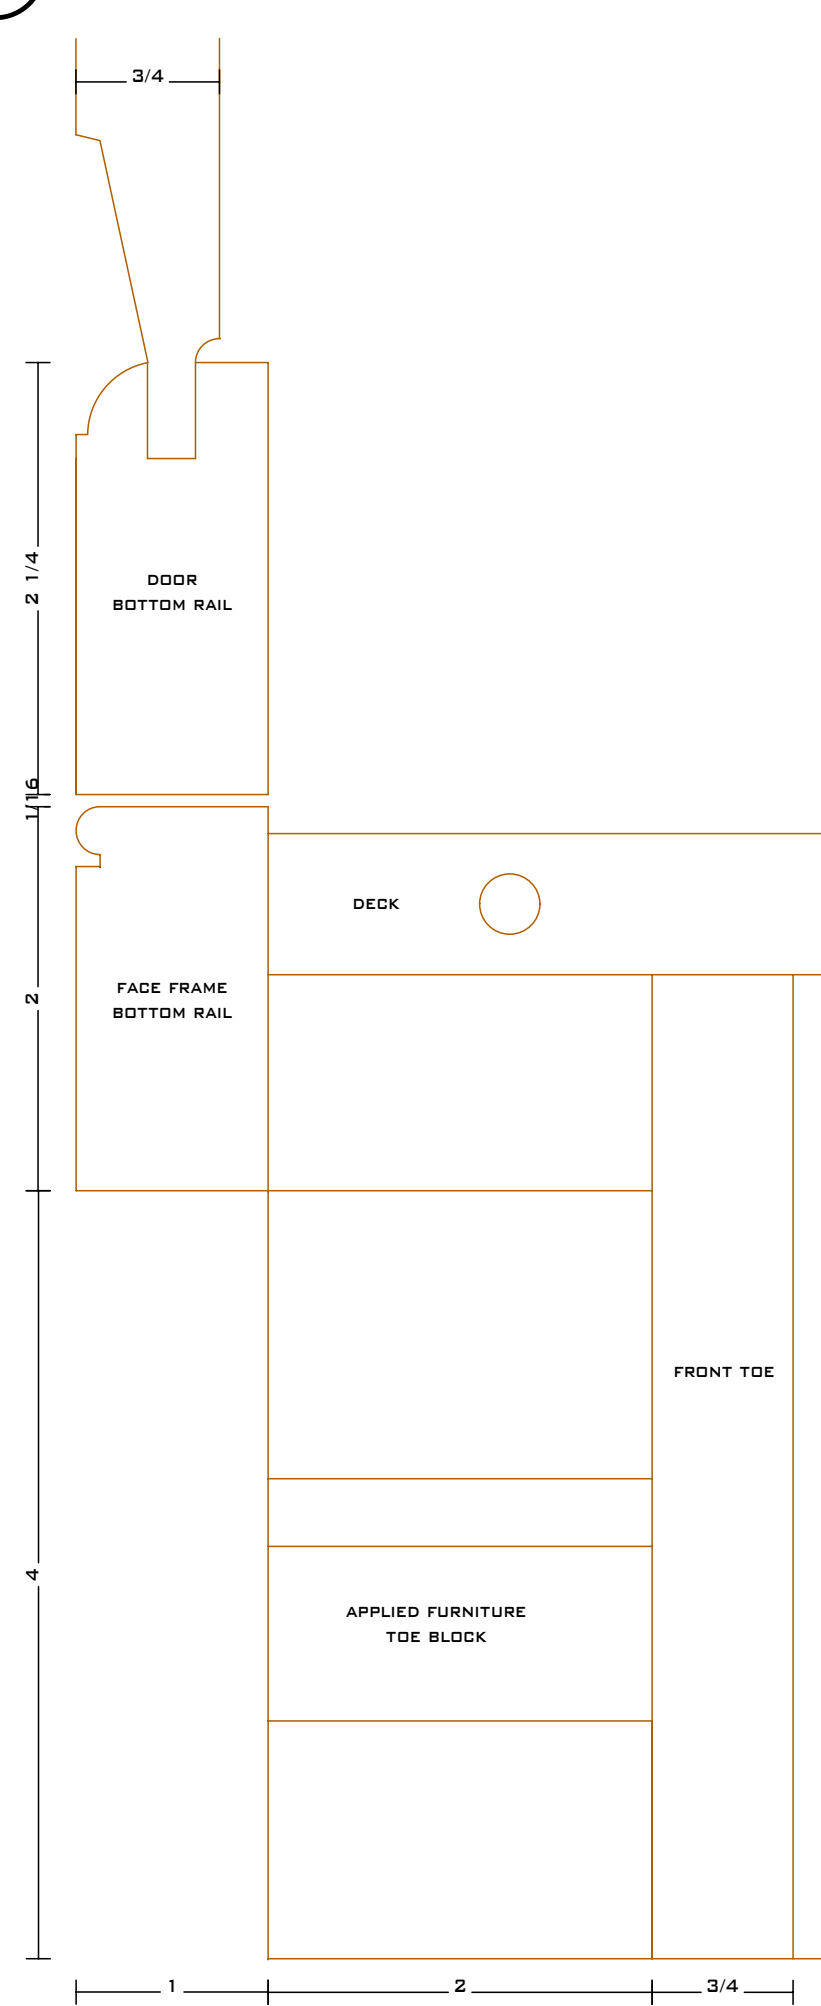 3/4
2 1/4
DOOR
BOTTOM RAIL
1/16
DECK
2
FACE FRAME
BOTTOM RAIL
FRONT TOE
4
APPLIED FURNITURE
TOE BLOCK
1
2
3/4